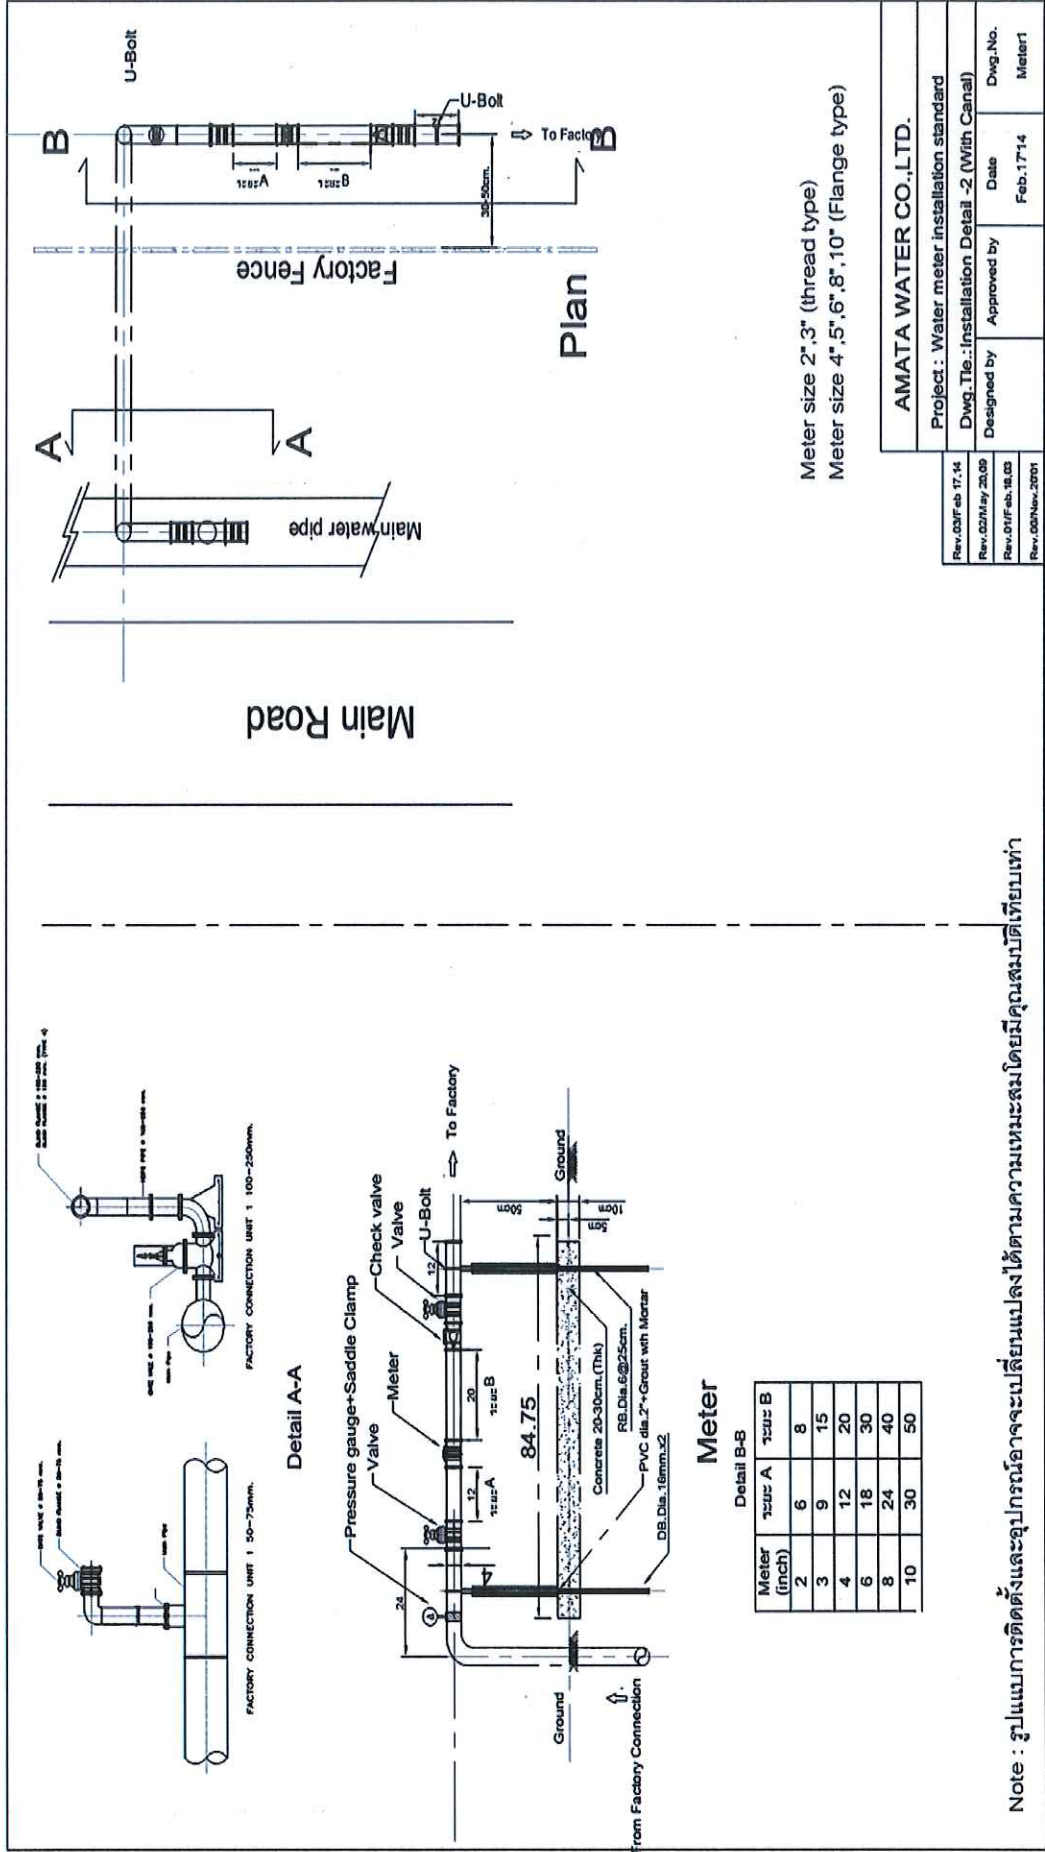 FACTORY CONNECTION UNIT 1 50-75mm.
FACTORY CONNECTION UNIT 1 100-250mm.
Detail A-A
Pressure gauge+Saddle Clamp
Valve
Meter
Check valve
Valve
U-Bolt
To Factory
24
4
12
ระยะA
20
ระยะ B
12
84.75
50cm
5cm
10cm
Ground
Ground
From Factory Connection
Concrete 20-30cm.(Thk)
RB.Dia.6@25cm.
PVC dia.2"+Grout with Mortar
DB.Dia.16mm.x2
Meter
Detail B-B
Meter (inch) ระยะ A ระยะ B
2 6 8
3 9 15
4 12 20
6 18 30
8 24 40
10 30 50
Main Road
Main water pipe
A
A
Factory Fence
B
B
U-Bolt
U-Bolt
ระยะ A
ระยะ B
30-50cm.
To Factory
Plan
Meter size 2",3" (thread type)
Meter size 4",5",6",8",10" (Flange type)
AMATA WATER CO.,LTD.
Project : Water meter installation standard
Dwg.Tle.:Installation Detail -2 (With Canal)
Designed by Approved by Date Dwg.No.
Feb.17'14 Meter1
Rev.03/Feb 17,14
Rev.02/May 20,09
Rev.01/Feb.18,03
Rev.00/Nov.2001
Note : รูปแบบการติดตั้งและอุปกรณ์อาจจะเปลี่ยนแปลงได้ตามความเหมาะสมโดยมีคุณสมบัติเทียบเท่า